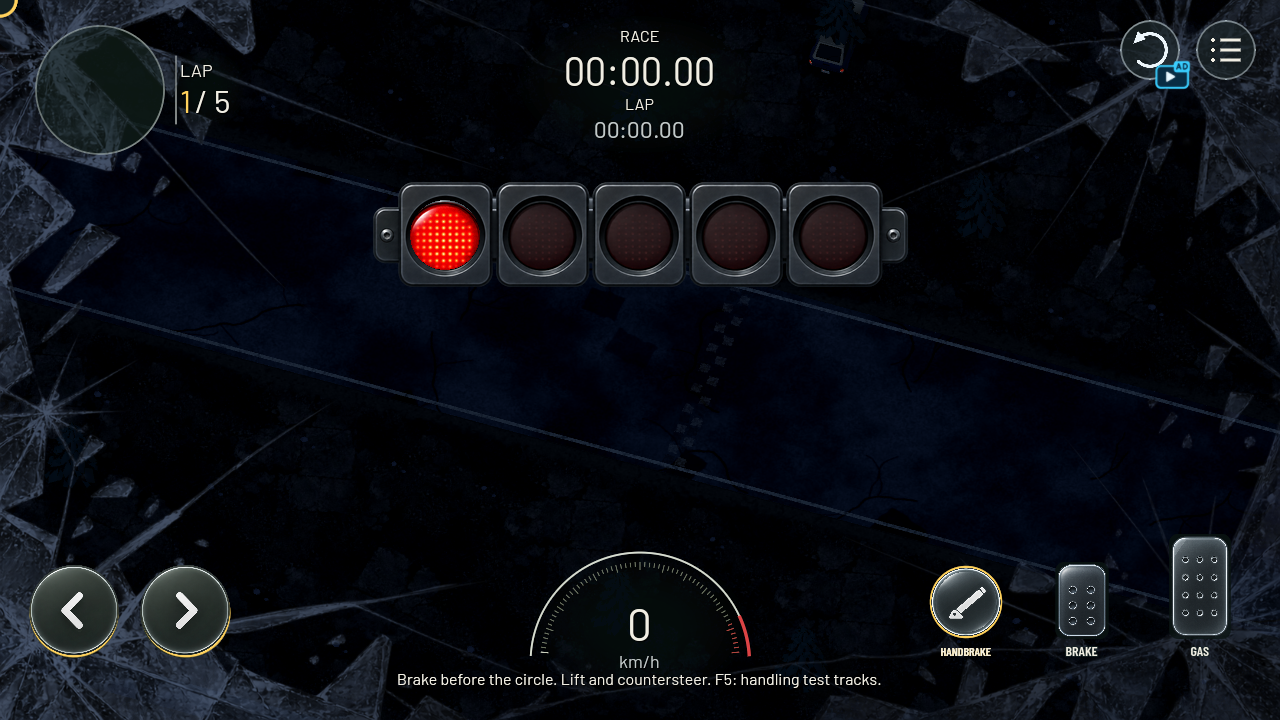 RACE
00:00.00
LAP
00:00.00
LAP
1/ 5
AD
0
km/h
HANDBRAKE
BRAKE
GAS
Brake before the circle. Lift and countersteer. F5: handling test tracks.